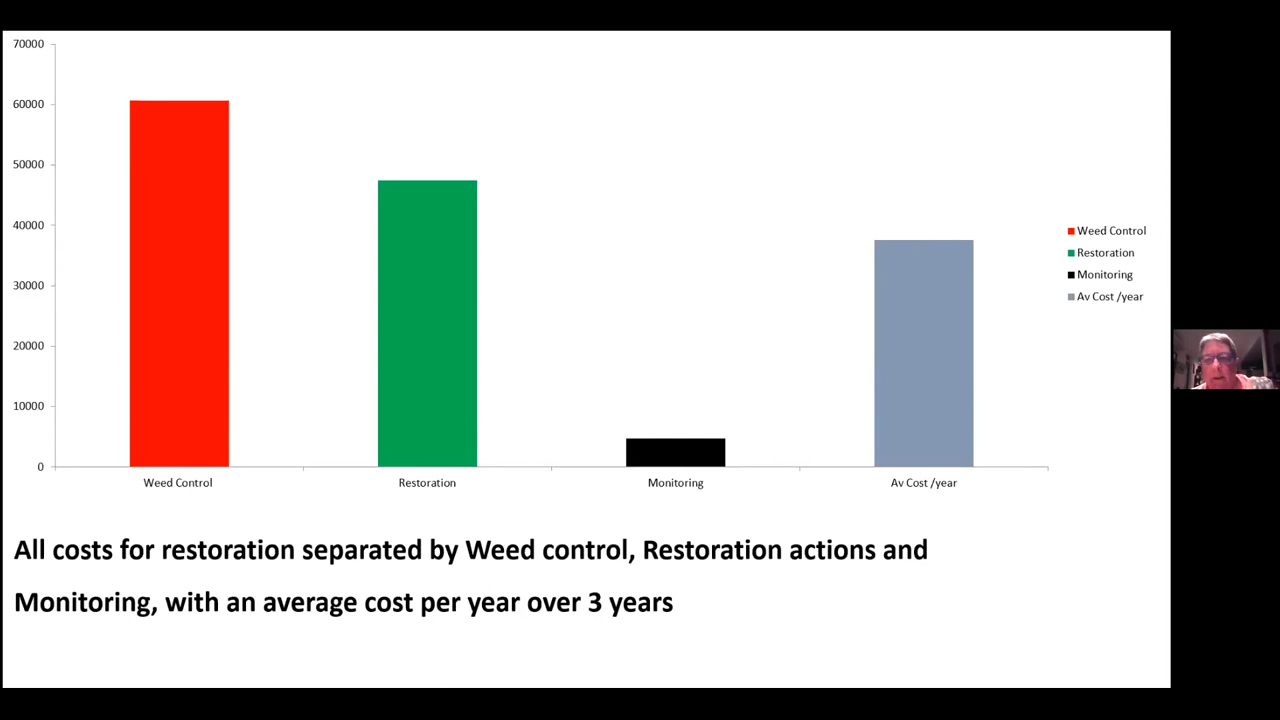 70000
60000
50000
40000
30000
20000
10000
0
Weed Control
Restoration
Monitoring
Av Cost /year
Weed Control
Restoration
Monitoring
Av Cost /year
All costs for restoration separated by Weed control, Restoration actions and
Monitoring, with an average cost per year over 3 years